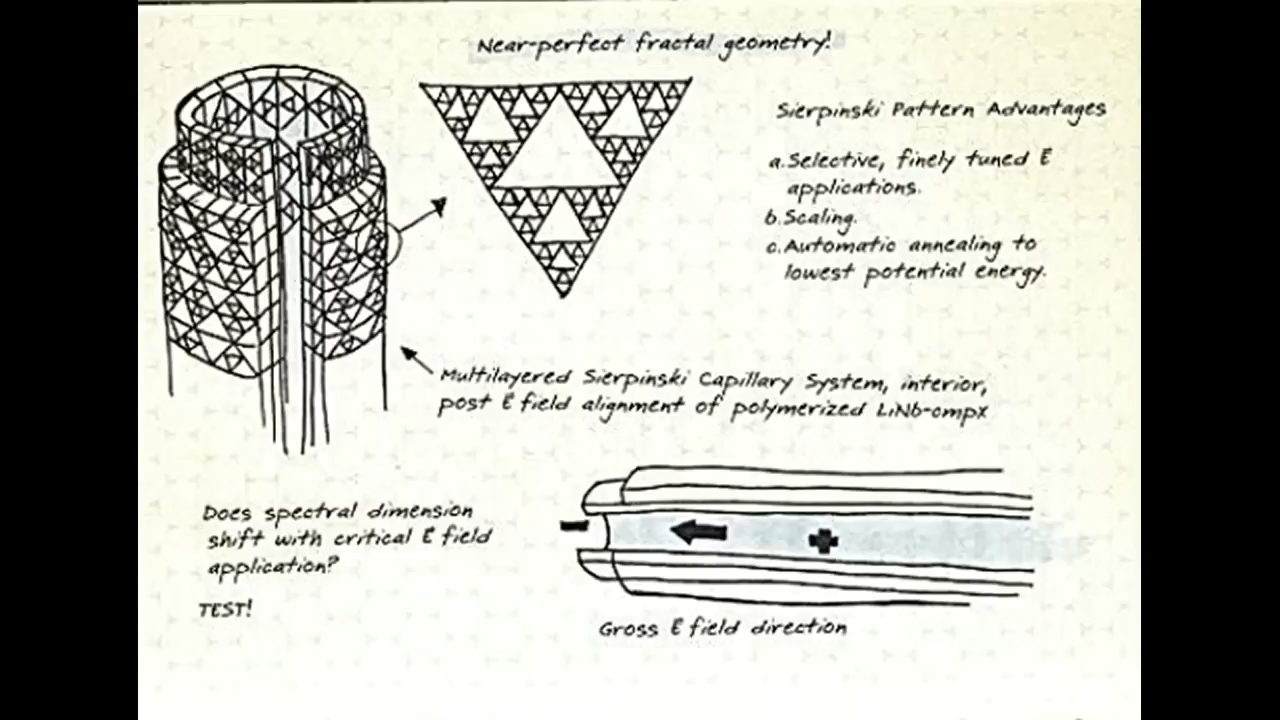 Near-perfect fractal geometry!
Sierpinski Pattern Advantages
a. Selective, finely tuned E
applications.
b. Scaling.
c. Automatic annealing to
lowest potential energy.
Multilayered Sierpinski Capillary System, interior,
post E field alignment of polymerized LiNb-ompx
Does spectral dimension
shift with critical E field
application?
TEST!
-
+
Gross E field direction